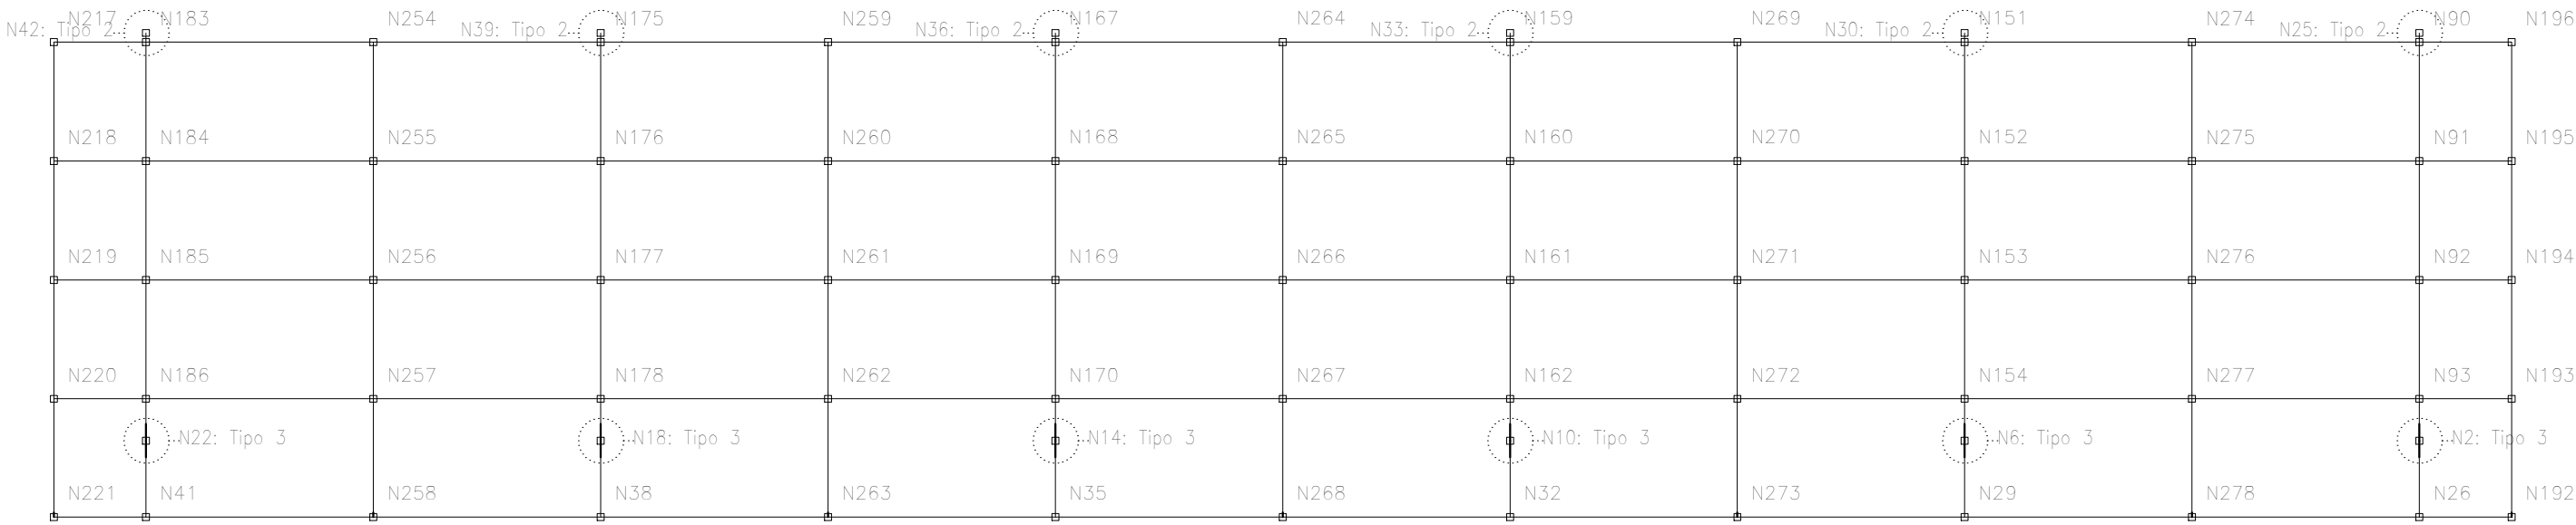 N217 N183 N254 N175 N259 N167 N264 N159 N269 N151 N274 N90 N196
N42: Tipo 2 N39: Tipo 2 N36: Tipo 2 N33: Tipo 2 N30: Tipo 2 N25: Tipo 2
N218 N184 N255 N176 N260 N168 N265 N160 N270 N152 N275 N91 N195
N219 N185 N256 N177 N261 N169 N266 N161 N271 N153 N276 N92 N194
N220 N186 N257 N178 N262 N170 N267 N162 N272 N154 N277 N93 N193
N22: Tipo 3 N18: Tipo 3 N14: Tipo 3 N10: Tipo 3 N6: Tipo 3 N2: Tipo 3
N221 N41 N258 N38 N263 N35 N268 N32 N273 N29 N278 N26 N192